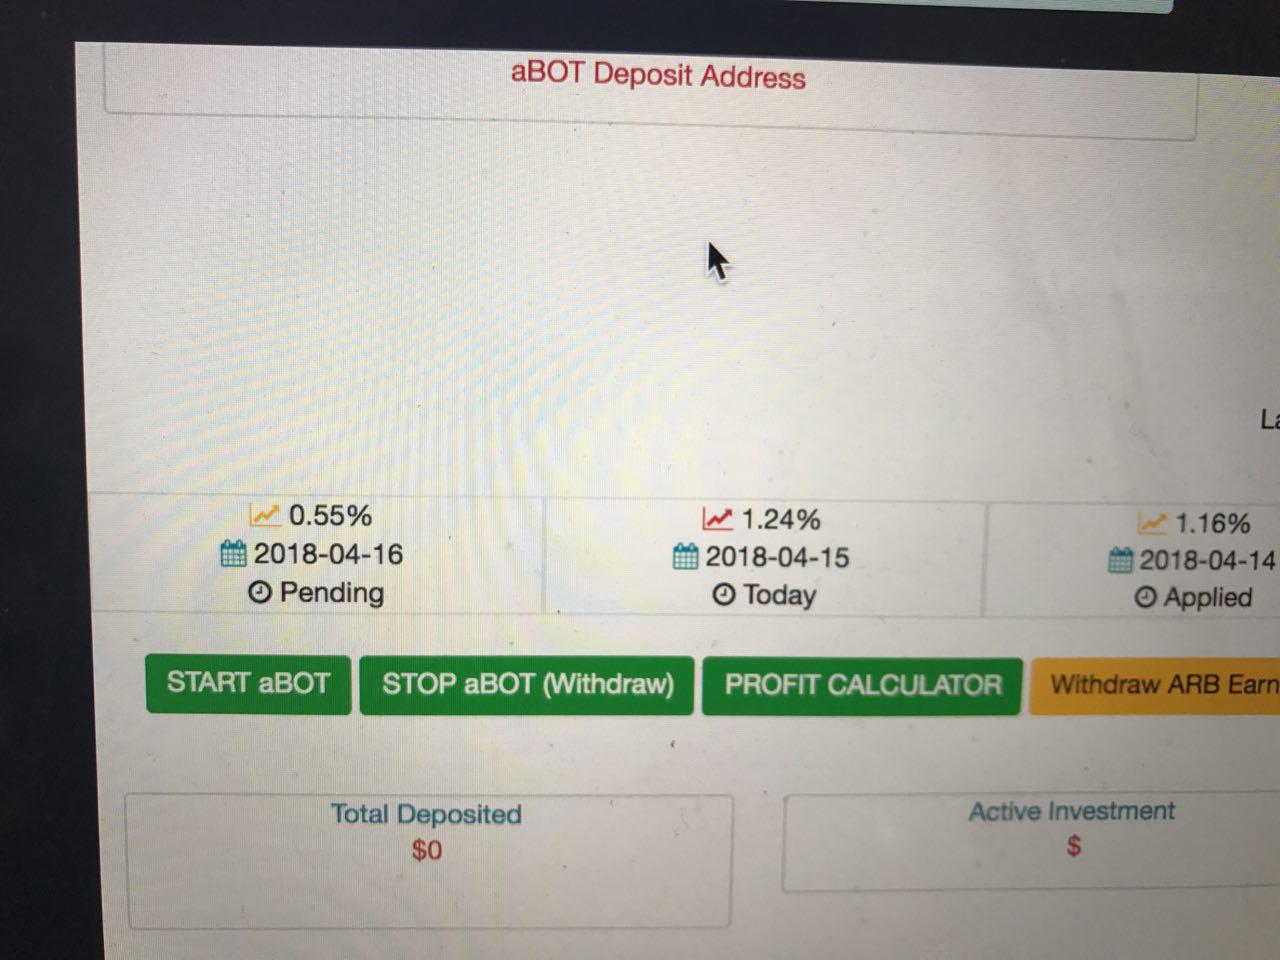 aBOT Deposit Address
0.55%
2018-04-16
Pending
1.24%
2018-04-15
Today
1.16%
2018-04-14
Applied
START aBOT
STOP aBOT (Withdraw)
PROFIT CALCULATOR
Withdraw ARB Earn
Total Deposited
$0
Active Investment
$